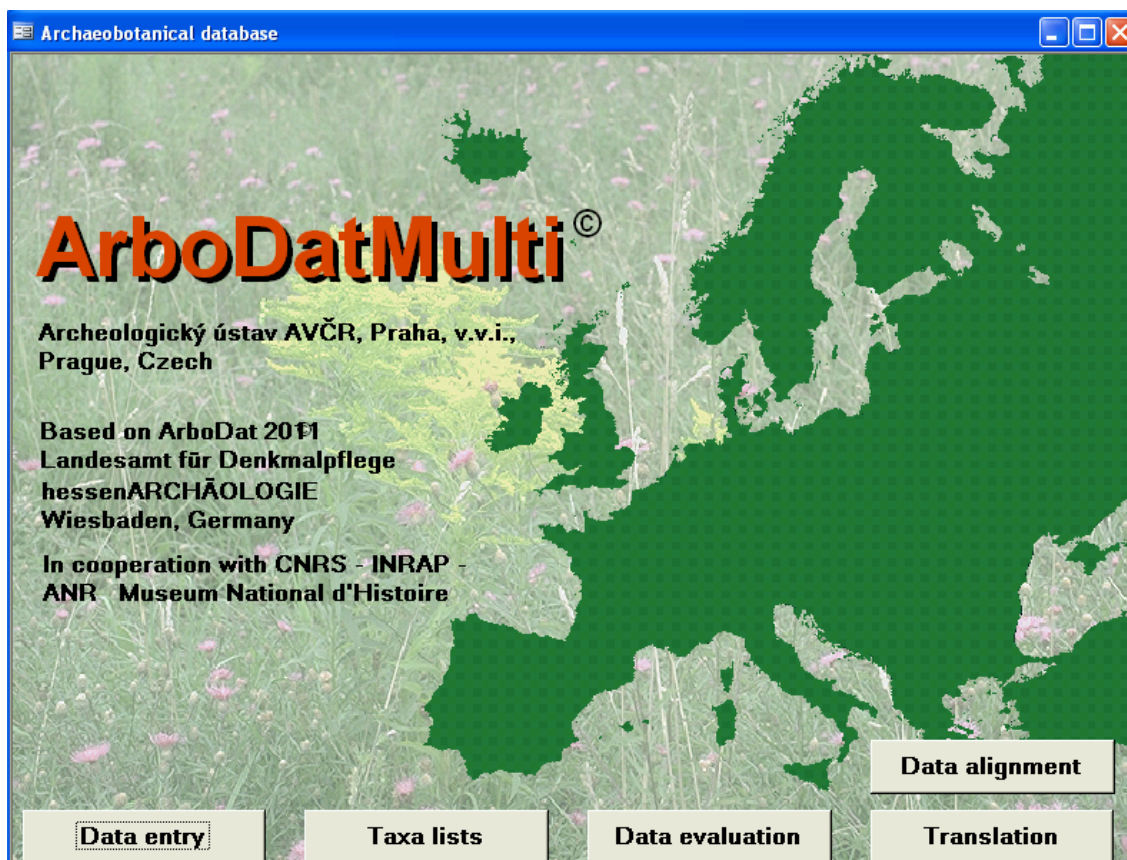 Archaeobotanical database
ArboDatMulti©
Archeologický ústav AVČR, Praha, v.v.i.,
Prague, Czech
Based on ArboDat 2011
Landesamt für Denkmalpflege
hessenARCHÄOLOGIE
Wiesbaden, Germany
In cooperation with CNRS - INRAP -
ANR Museum National d'Histoire
Data alignment
Data entry
Taxa lists
Data evaluation
Translation